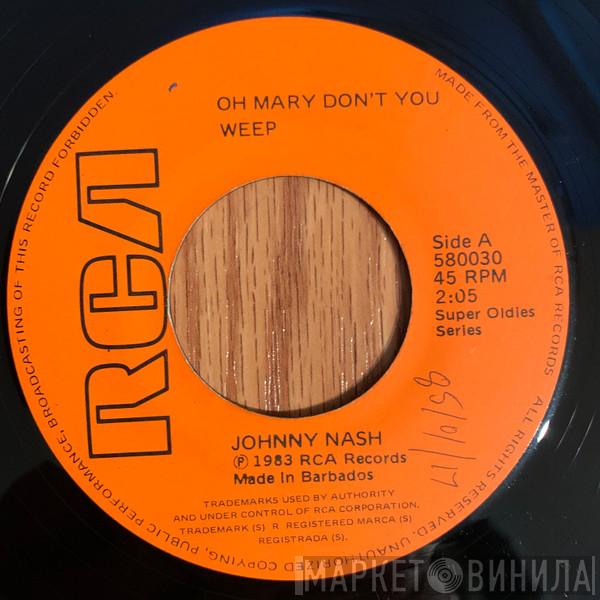 RCA
OH MARY DON'T YOU
WEEP
Side A
580030
45 RPM
2:05
Super Oldies
Series
JOHNNY NASH
℗ 1983 RCA Records
Made In Barbados
TRADEMARKS USED BY AUTHORITY
AND UNDER CONTROL OF RCA CORPORATION.
TRADEMARK (S) R REGISTERED MARCA (S)
REGISTRADA (S).
MADE FROM THE MASTER OF RCA RECORDS ALL RIGHTS RESERVED. UNAUTHORIZED COPYING, PUBLIC PERFORMANCE, BROADCASTING OF THIS RECORD FORBIDDEN.
МАРКЕТ ВИНИЛА